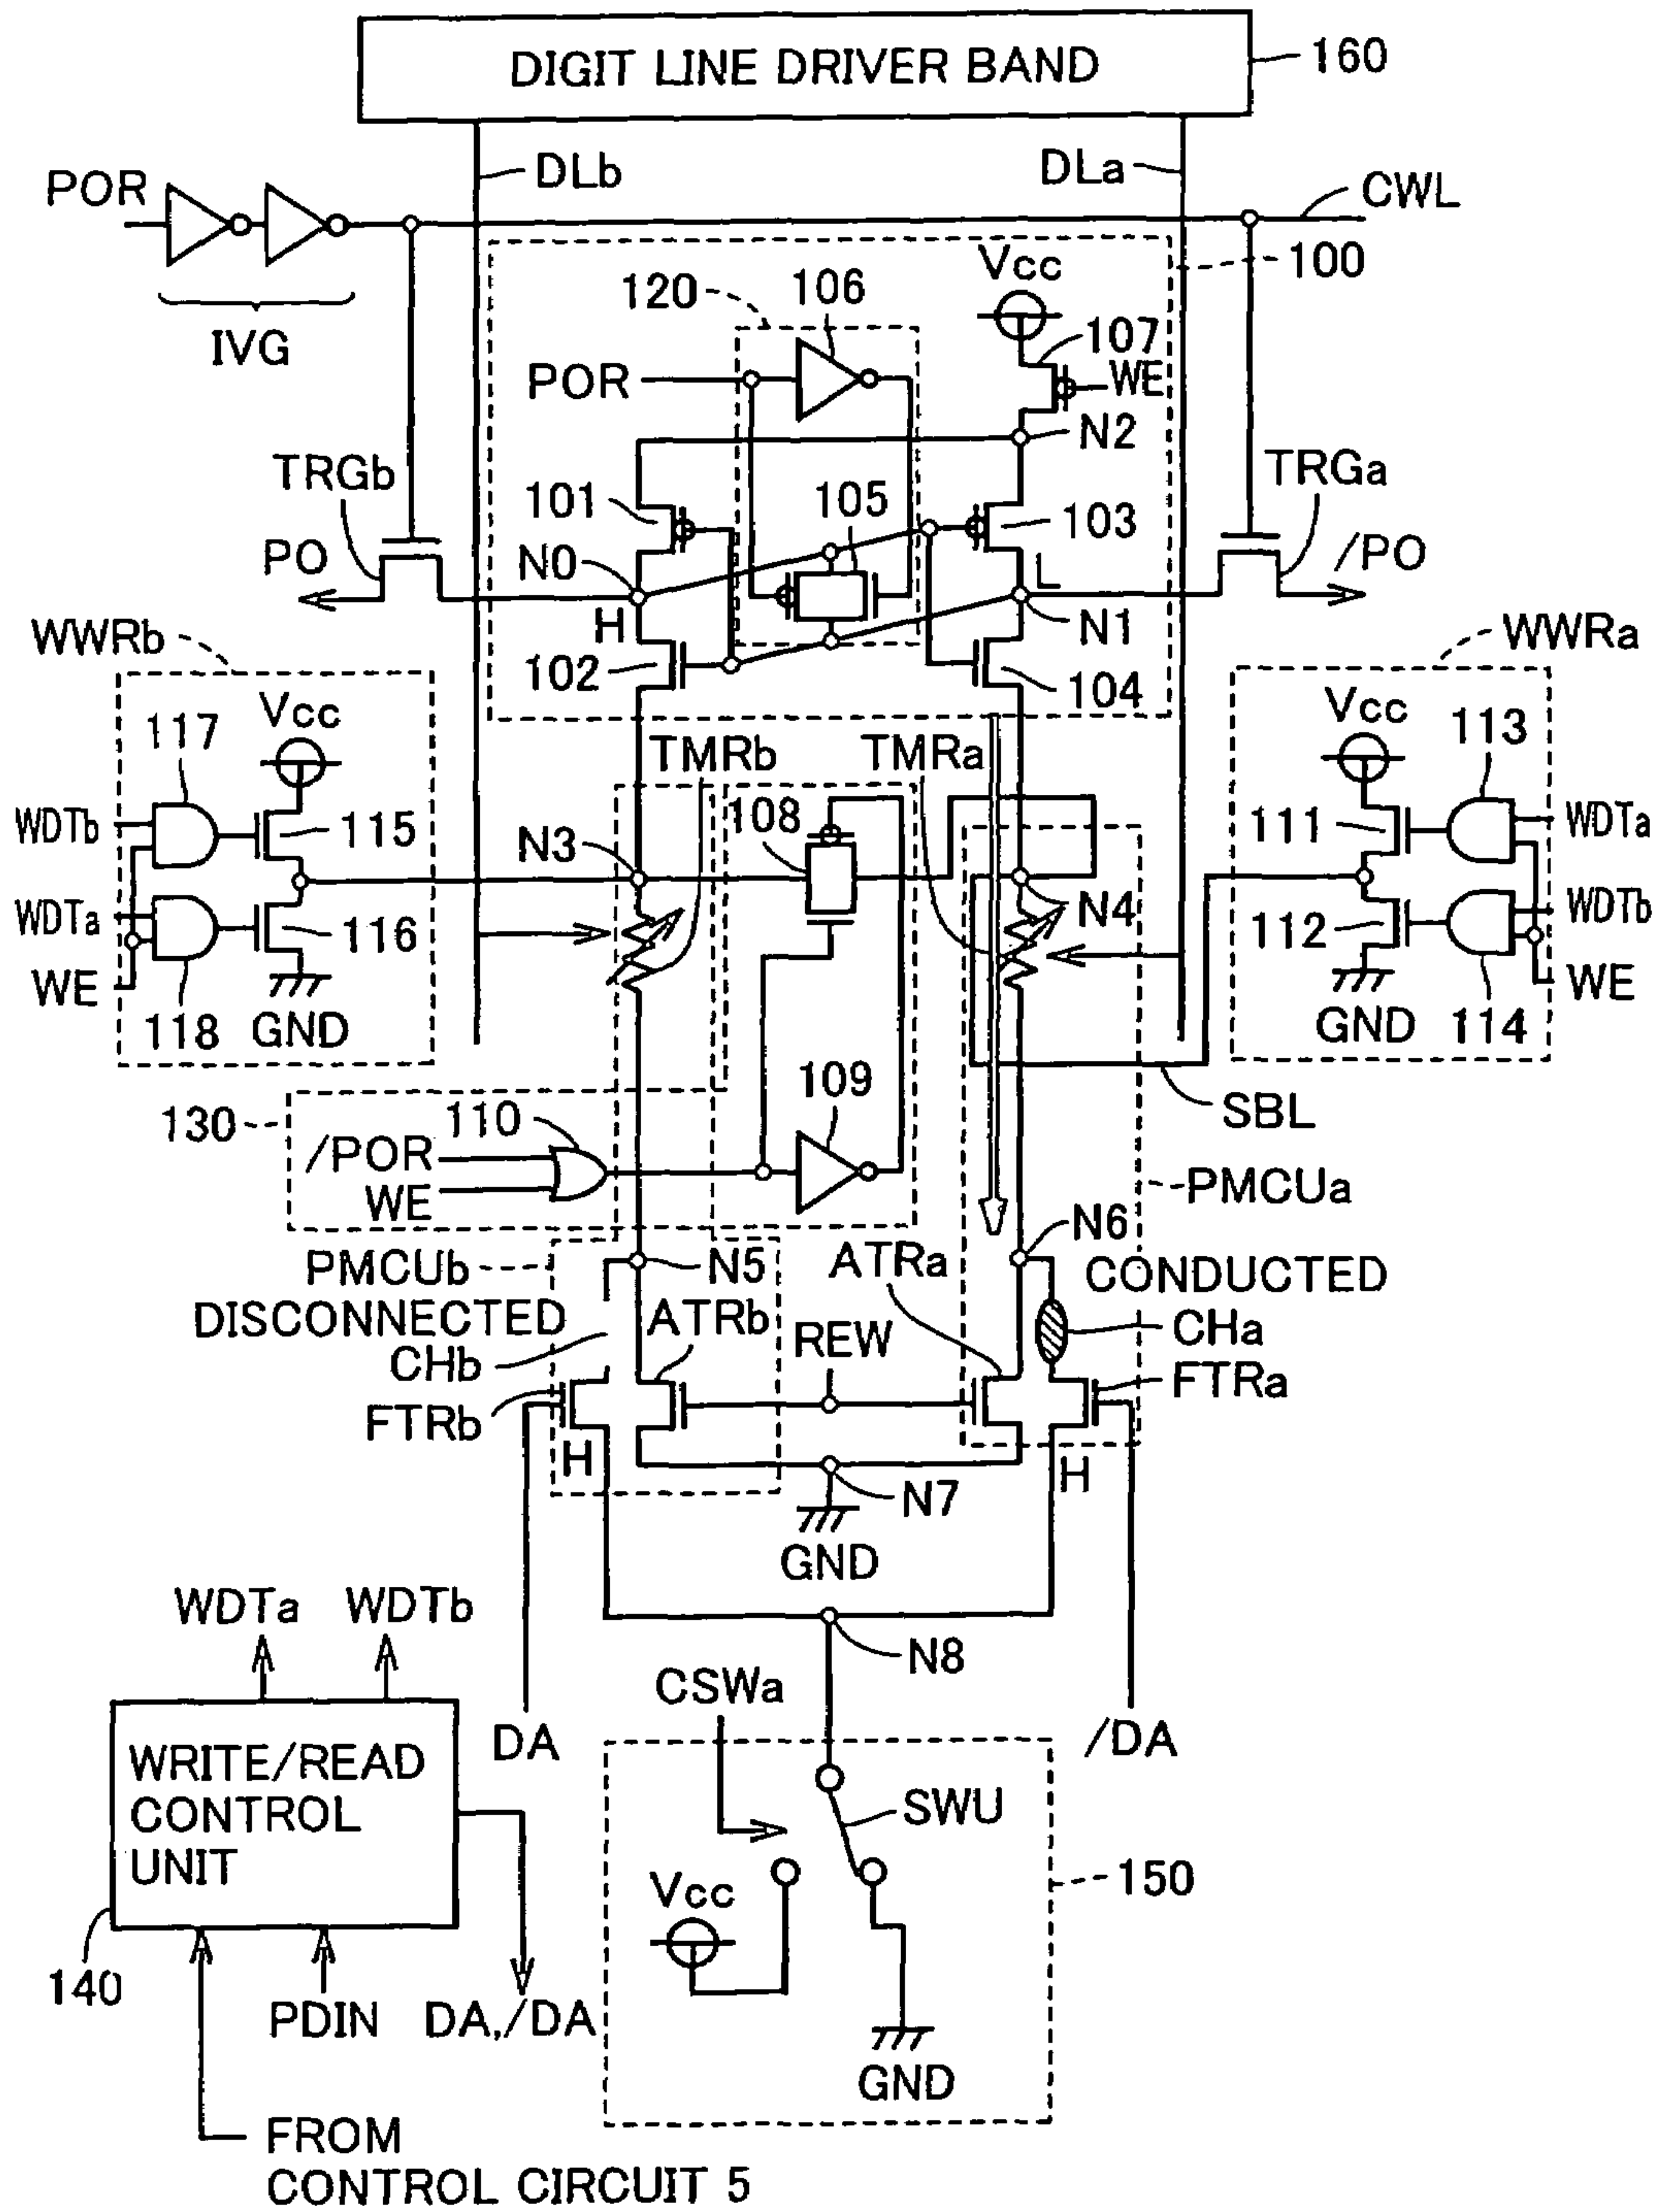 DIGIT LINE DRIVER BAND
160
DLb
DLa
POR
CWL
IVG
100
Vcc
120
106
107
POR
WE
N2
TRGb
TRGa
101
105
103
PO
/PO
N0
L
H
N1
WWRb
WWRa
102
104
Vcc
Vcc
117
113
TMRb
TMRa
WDTb
115
108
111
WDTa
N3
N4
WDTa
116
112
WDTb
WE
WE
118
GND
GND
114
109
130
110
SBL
/POR
WE
PMCUa
N6
PMCUb
N5
ATRa
CONDUCTED
DISCONNECTED
ATRb
REW
CHa
CHb
FTRa
FTRb
H
H
N7
GND
WDTa
WDTb
N8
CSWa
DA
/DA
WRITE/READ
CONTROL
UNIT
SWU
Vcc
150
140
PDIN
DA,/DA
GND
FROM
CONTROL CIRCUIT 5